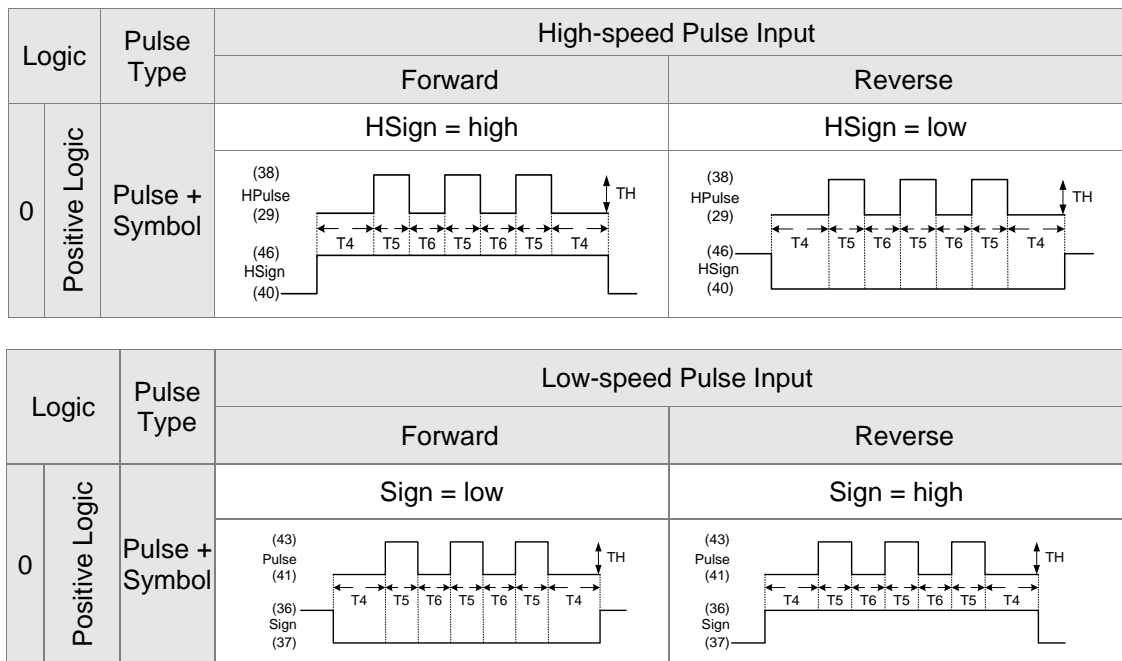 Logic
Pulse
Type
High-speed Pulse Input
Forward
Reverse
0
Positive Logic
Pulse +
Symbol
HSign = high
HSign = low
(38)
HPulse
(29)
TH
T4 T5 T6 T5 T6 T5 T4
(46)
HSign
(40)
(38)
HPulse
(29)
TH
T4 T5 T6 T5 T6 T5 T4
(46)
HSign
(40)
Logic
Pulse
Type
Low-speed Pulse Input
Forward
Reverse
0
Positive Logic
Pulse +
Symbol
Sign = low
Sign = high
(43)
Pulse
(41)
TH
T4 T5 T6 T5 T6 T5 T4
(36)
Sign
(37)
(43)
Pulse
(41)
TH
T4 T5 T6 T5 T6 T5 T4
(36)
Sign
(37)